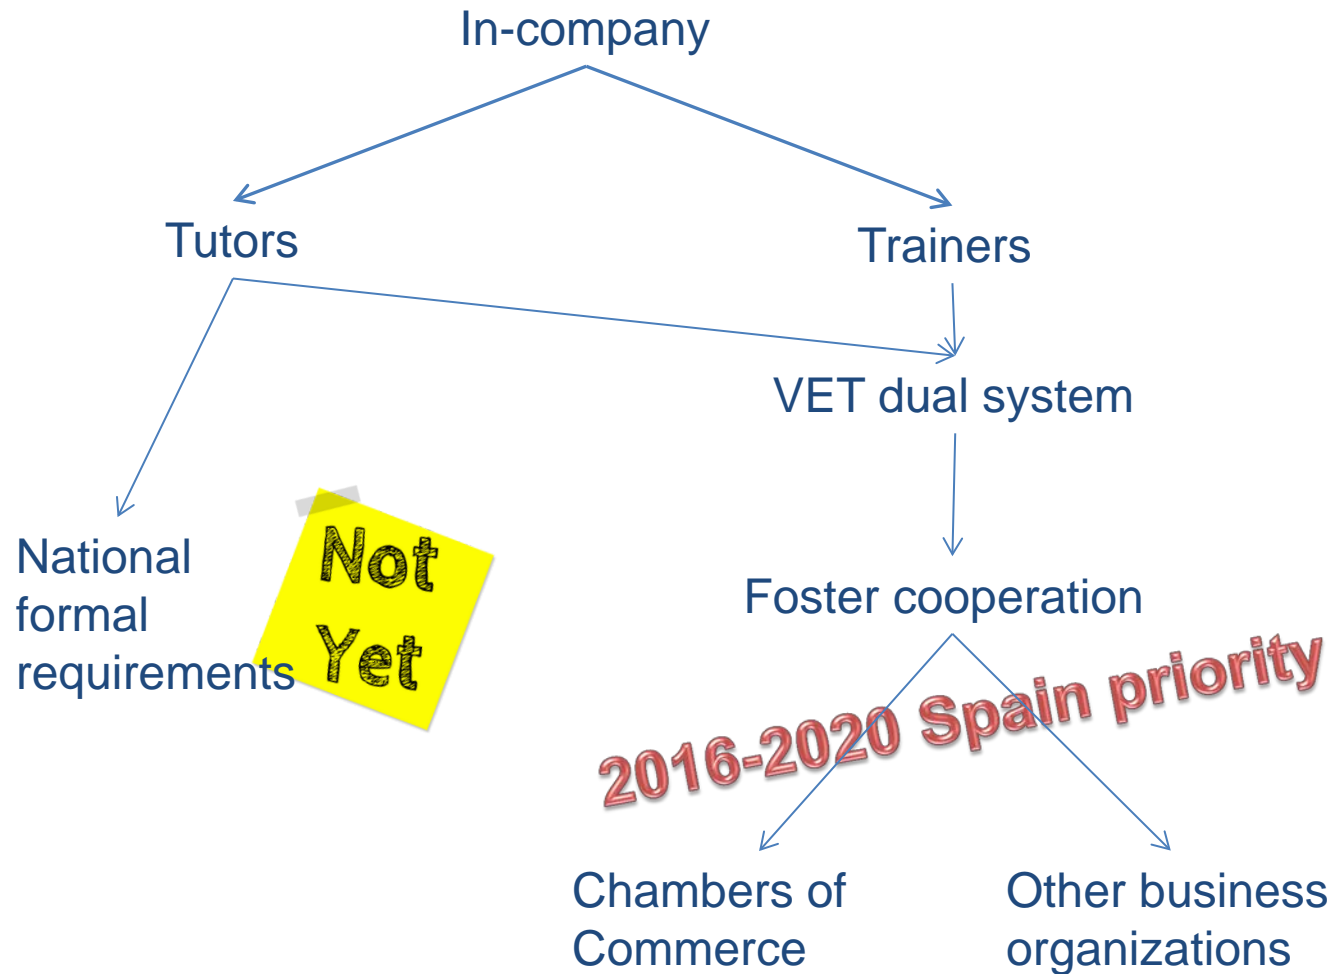 In-company
Tutors
Trainers
VET dual system
National
formal
requirements
Not
Yet
Foster cooperation
2016-2020 Spain priority
Chambers of
Commerce
Other business
organizations